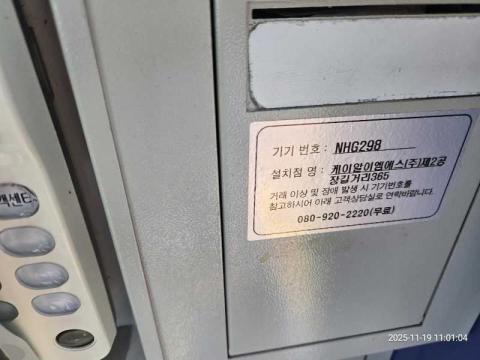 기기 번호 : NHG298
설치점 명 : 케이알이엠에스(주)제2공
장길거리365
거래 이상 및 장애 발생 시 기기번호를
참고하시어 아래 고객상담실로 연락바랍니다.
080-920-2220(무료)
객센터
2025-11-19 11:01:04